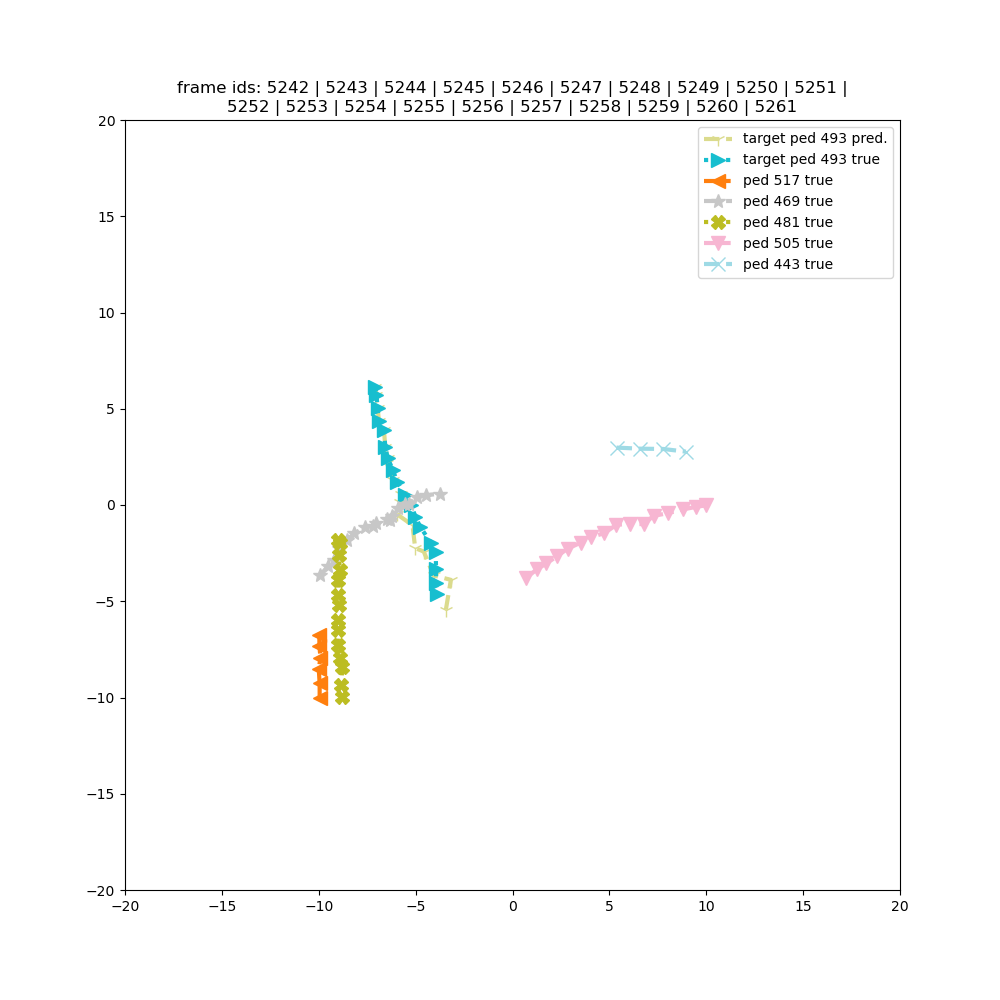 frame ids: 5242 | 5243 | 5244 | 5245 | 5246 | 5247 | 5248 | 5249 | 5250 | 5251 |
5252 | 5253 | 5254 | 5255 | 5256 | 5257 | 5258 | 5259 | 5260 | 5261
target ped 493 pred.
target ped 493 true
ped 517 true
ped 469 true
ped 481 true
ped 505 true
ped 443 true
20
15
10
5
0
−5
−10
−15
−20
−20 −15 −10 −5 0 5 10 15 20